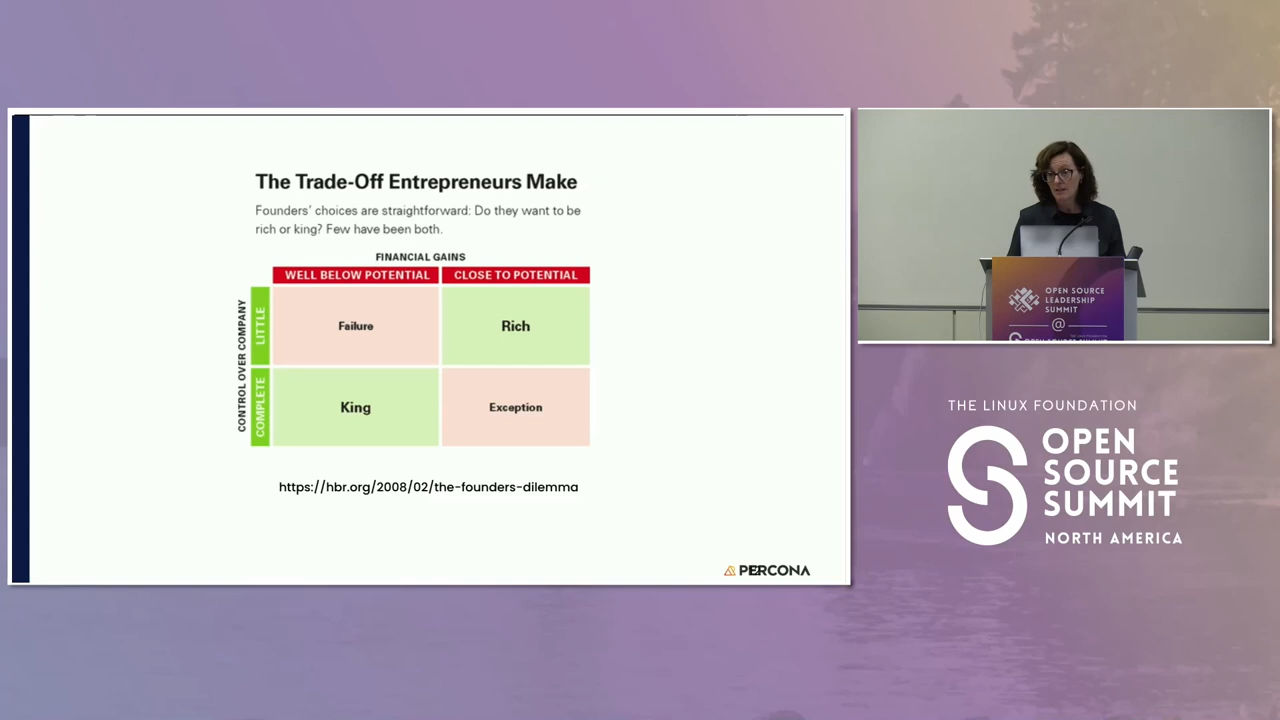 The Trade-Off Entrepreneurs Make
Founders' choices are straightforward: Do they want to be
rich or king? Few have been both.
FINANCIAL GAINS
WELL BELOW POTENTIAL
CLOSE TO POTENTIAL
CONTROL OVER COMPANY
LITTLE
Failure
Rich
COMPLETE
King
Exception
https://hbr.org/2008/02/the-founders-dilemma
PERCONA
OPEN SOURCE
LEADERSHIP
SUMMIT
@
THE LINUX FOUNDATION
OPEN
SOURCE
SUMMIT
NORTH AMERICA